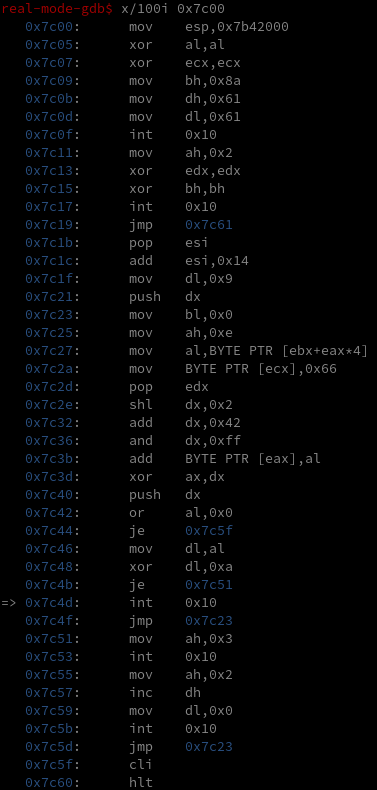 real-mode-gdb$ x/100i 0x7c00
0x7c00: mov esp,0x7b42000
0x7c05: xor al,al
0x7c07: xor ecx,ecx
0x7c09: mov bh,0x8a
0x7c0b: mov dh,0x61
0x7c0d: mov dl,0x61
0x7c0f: int 0x10
0x7c11: mov ah,0x2
0x7c13: xor edx,edx
0x7c15: xor bh,bh
0x7c17: int 0x10
0x7c19: jmp 0x7c61
0x7c1b: pop esi
0x7c1c: add esi,0x14
0x7c1f: mov dl,0x9
0x7c21: push dx
0x7c23: mov bl,0x0
0x7c25: mov ah,0xe
0x7c27: mov al,BYTE PTR [ebx+eax*4]
0x7c2a: mov BYTE PTR [ecx],0x66
0x7c2d: pop edx
0x7c2e: shl dx,0x2
0x7c32: add dx,0x42
0x7c36: and dx,0xff
0x7c3b: add BYTE PTR [eax],al
0x7c3d: xor ax,dx
0x7c40: push dx
0x7c42: or al,0x0
0x7c44: je 0x7c5f
0x7c46: mov dl,al
0x7c48: xor dl,0xa
0x7c4b: je 0x7c51
=> 0x7c4d: int 0x10
0x7c4f: jmp 0x7c23
0x7c51: mov ah,0x3
0x7c53: int 0x10
0x7c55: mov ah,0x2
0x7c57: inc dh
0x7c59: mov dl,0x0
0x7c5b: int 0x10
0x7c5d: jmp 0x7c23
0x7c5f: cli
0x7c60: hlt